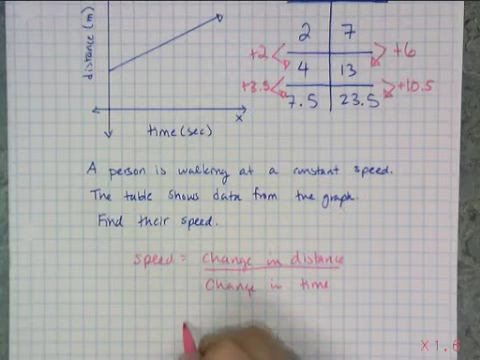 distance (m)
2 7
+2 +6
4 13
+3.5 +10.5
7.5 23.5
x
time (sec)
A person is walking at a constant speed.
The table shows data from the graph.
Find their speed.
speed = Change in distance
Change in time
x1.6